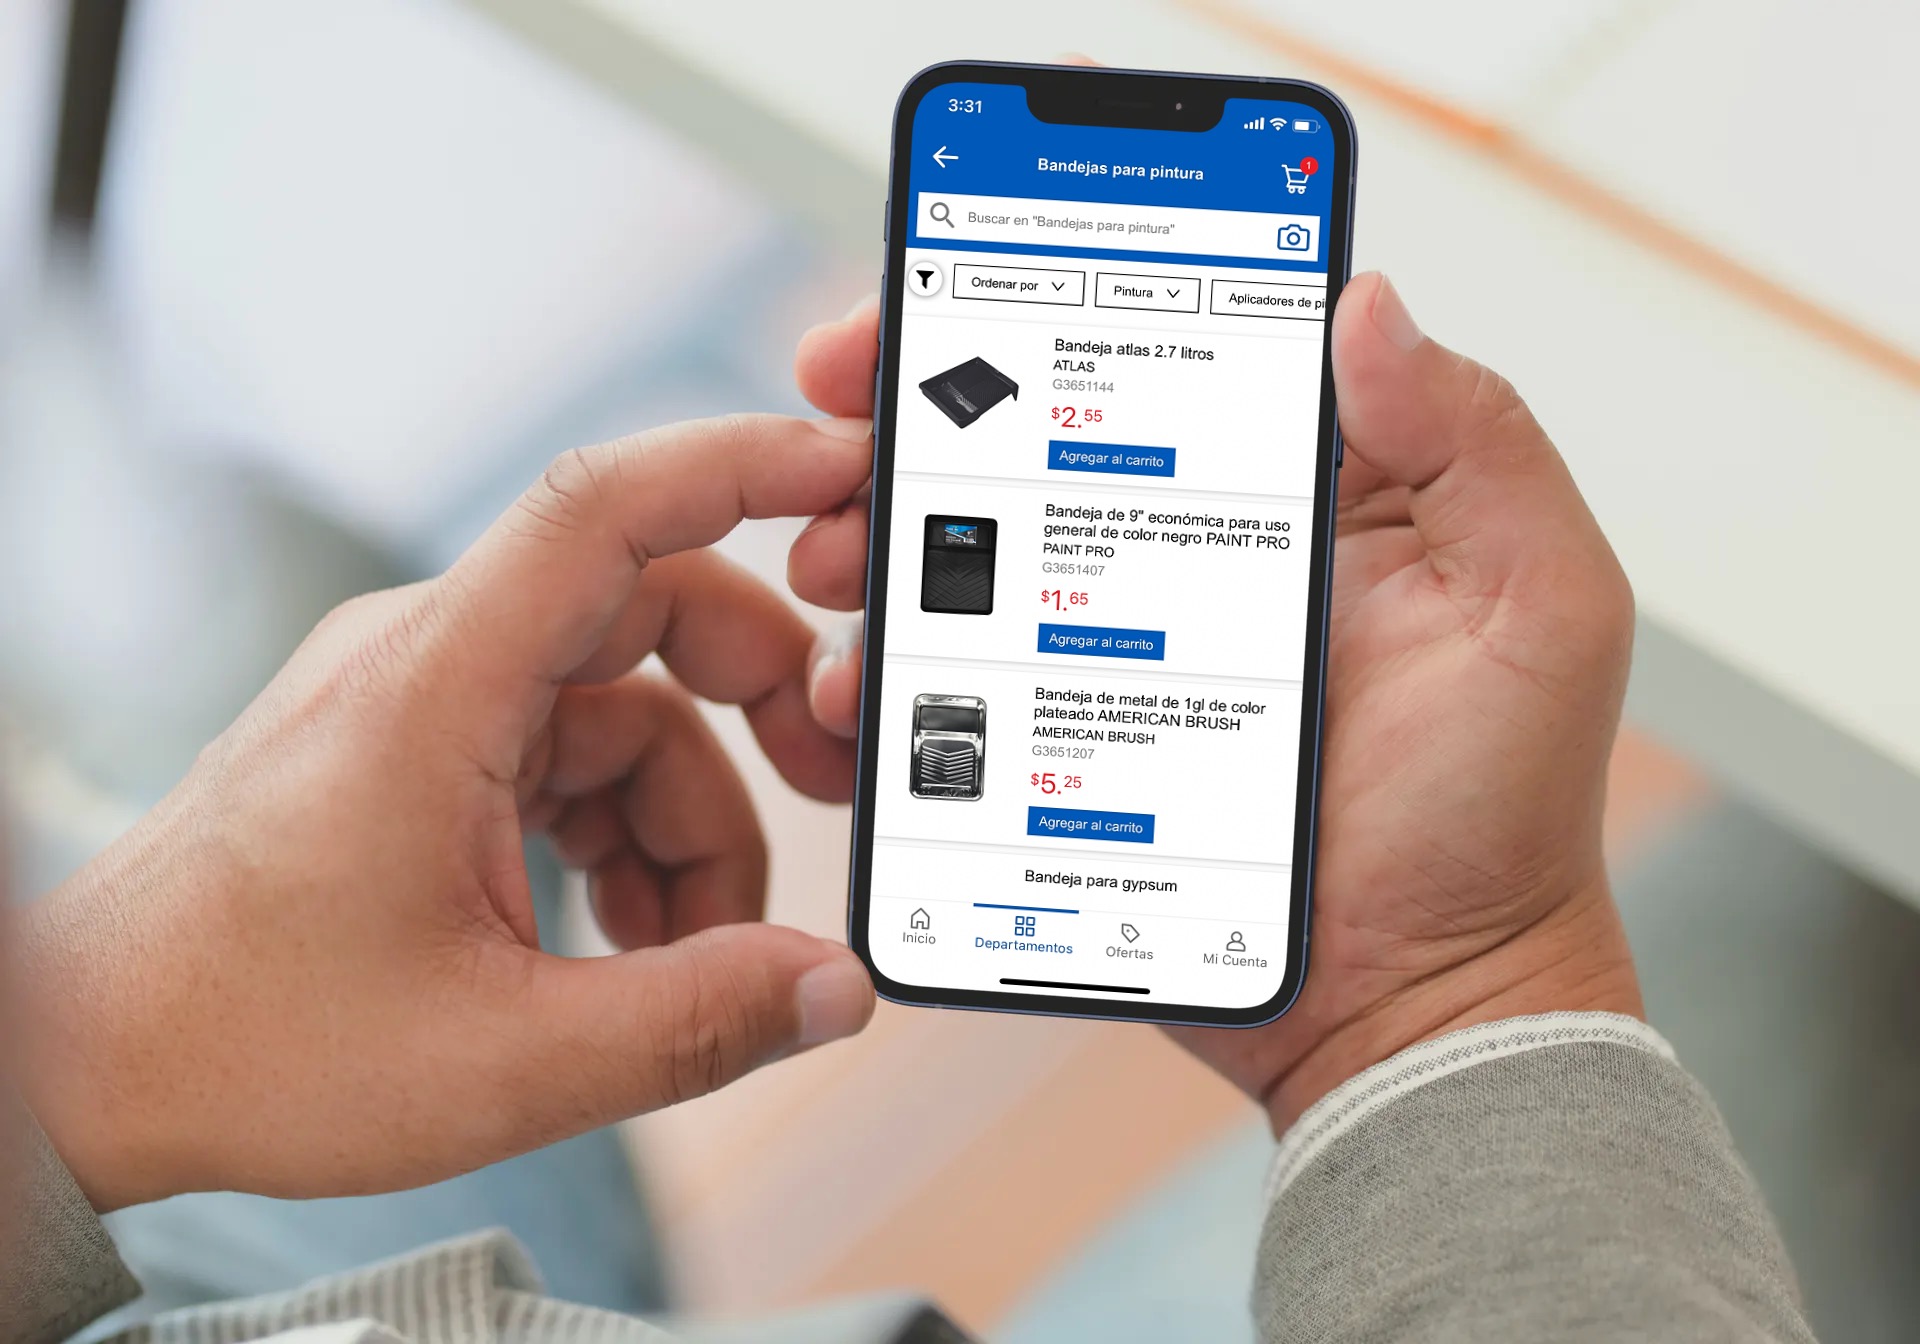 3:31
Bandejas para pintura
1
Buscar en "Bandejas para pintura"
Ordenar por
Pintura
Aplicadores de pi
Bandeja atlas 2.7 litros
ATLAS
G3651144
$2.55
Agregar al carrito
Bandeja de 9" económica para uso
general de color negro PAINT PRO
PAINT PRO
G3651407
$1.65
Agregar al carrito
Bandeja de metal de 1gl de color
plateado AMERICAN BRUSH
AMERICAN BRUSH
G3651207
$5.25
Agregar al carrito
Bandeja para gypsum
Inicio
Departamentos
Ofertas
Mi Cuenta